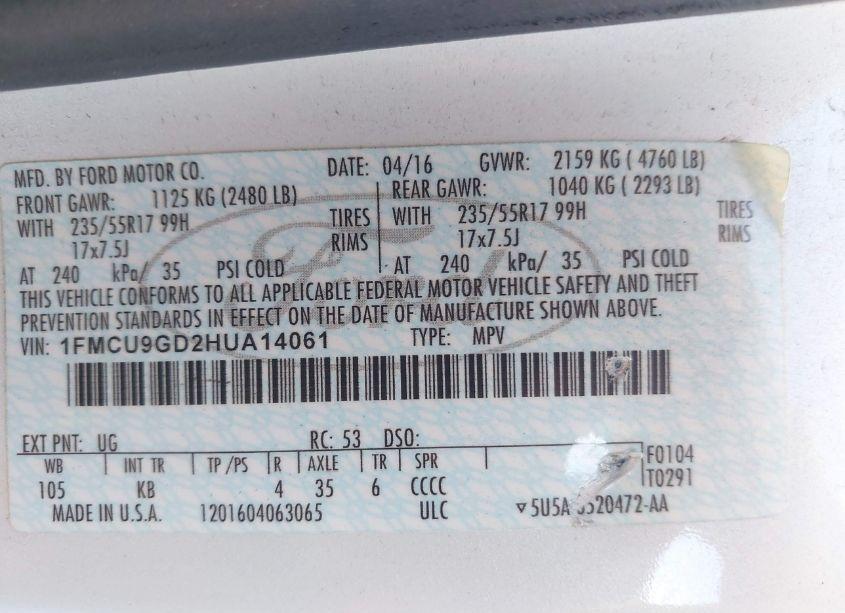 MFD. BY FORD MOTOR CO. DATE: 04/16 GVWR: 2159 KG ( 4760 LB)
FRONT GAWR: 1125 KG (2480 LB) REAR GAWR: 1040 KG ( 2293 LB)
WITH 235/55R17 99H TIRES WITH 235/55R17 99H TIRES
17x7.5J RIMS 17x7.5J RIMS
AT 240 kPa/ 35 PSI COLD AT 240 kPa/ 35 PSI COLD
THIS VEHICLE CONFORMS TO ALL APPLICABLE FEDERAL MOTOR VEHICLE SAFETY AND THEFT
PREVENTION STANDARDS IN EFFECT ON THE DATE OF MANUFACTURE SHOWN ABOVE.
VIN: 1FMCU9GD2HUA14061 TYPE: MPV
Ford
EXT PNT: UG RC: 53 DSO:
WB INT TR TP /PS R AXLE TR SPR F0104
105 KB 4 35 6 CCCC T0291
MADE IN U.S.A. 1201604063065 ULC